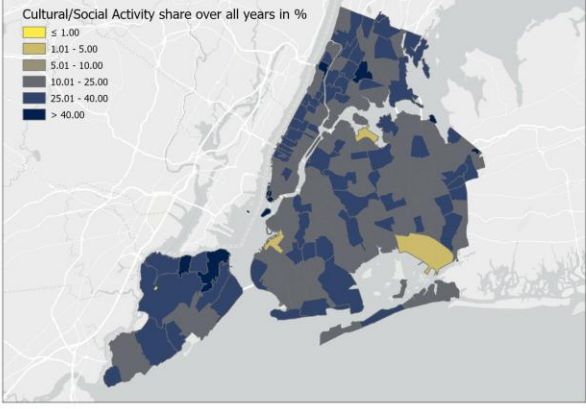 Cultural/Social Activity share over all years in %
≤ 1.00
1.01 - 5.00
5.01 - 10.00
10.01 - 25.00
25.01 - 40.00
> 40.00